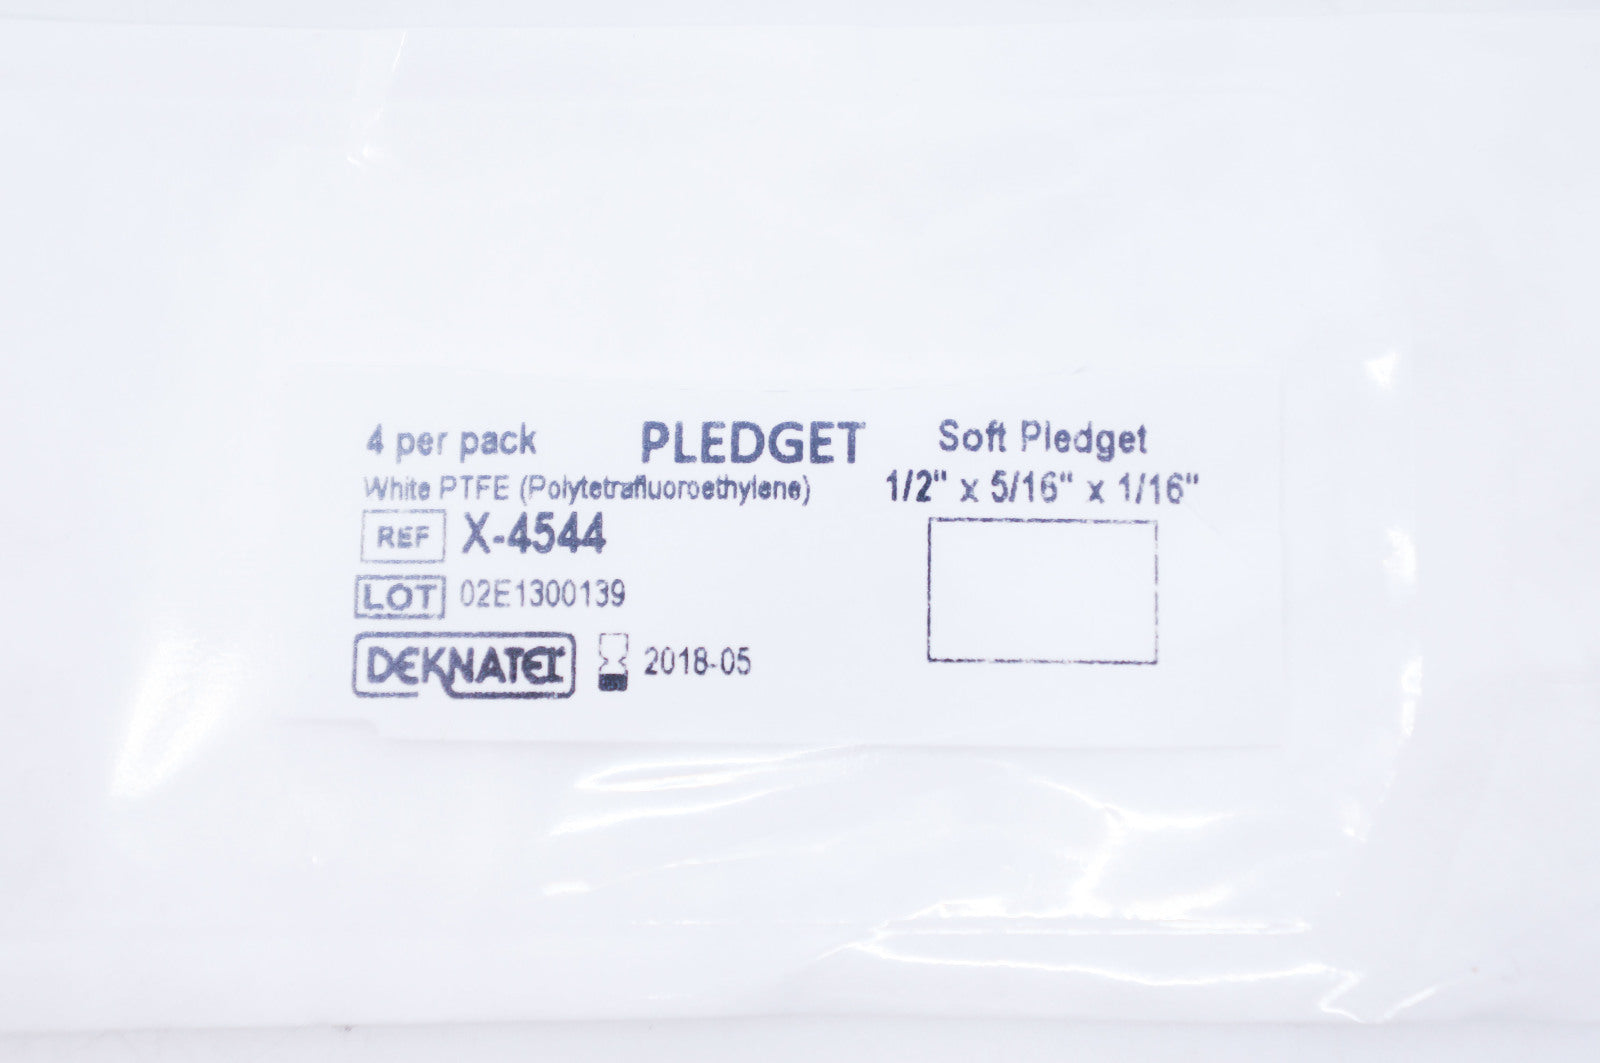 4 per pack PLEDGET Soft Pledget
White PTFE (Polytetrafluoroethylene) 1/2" x 5/16" x 1/16"
REF X-4544
LOT 02E1300139
DEKNATEL 2018-05